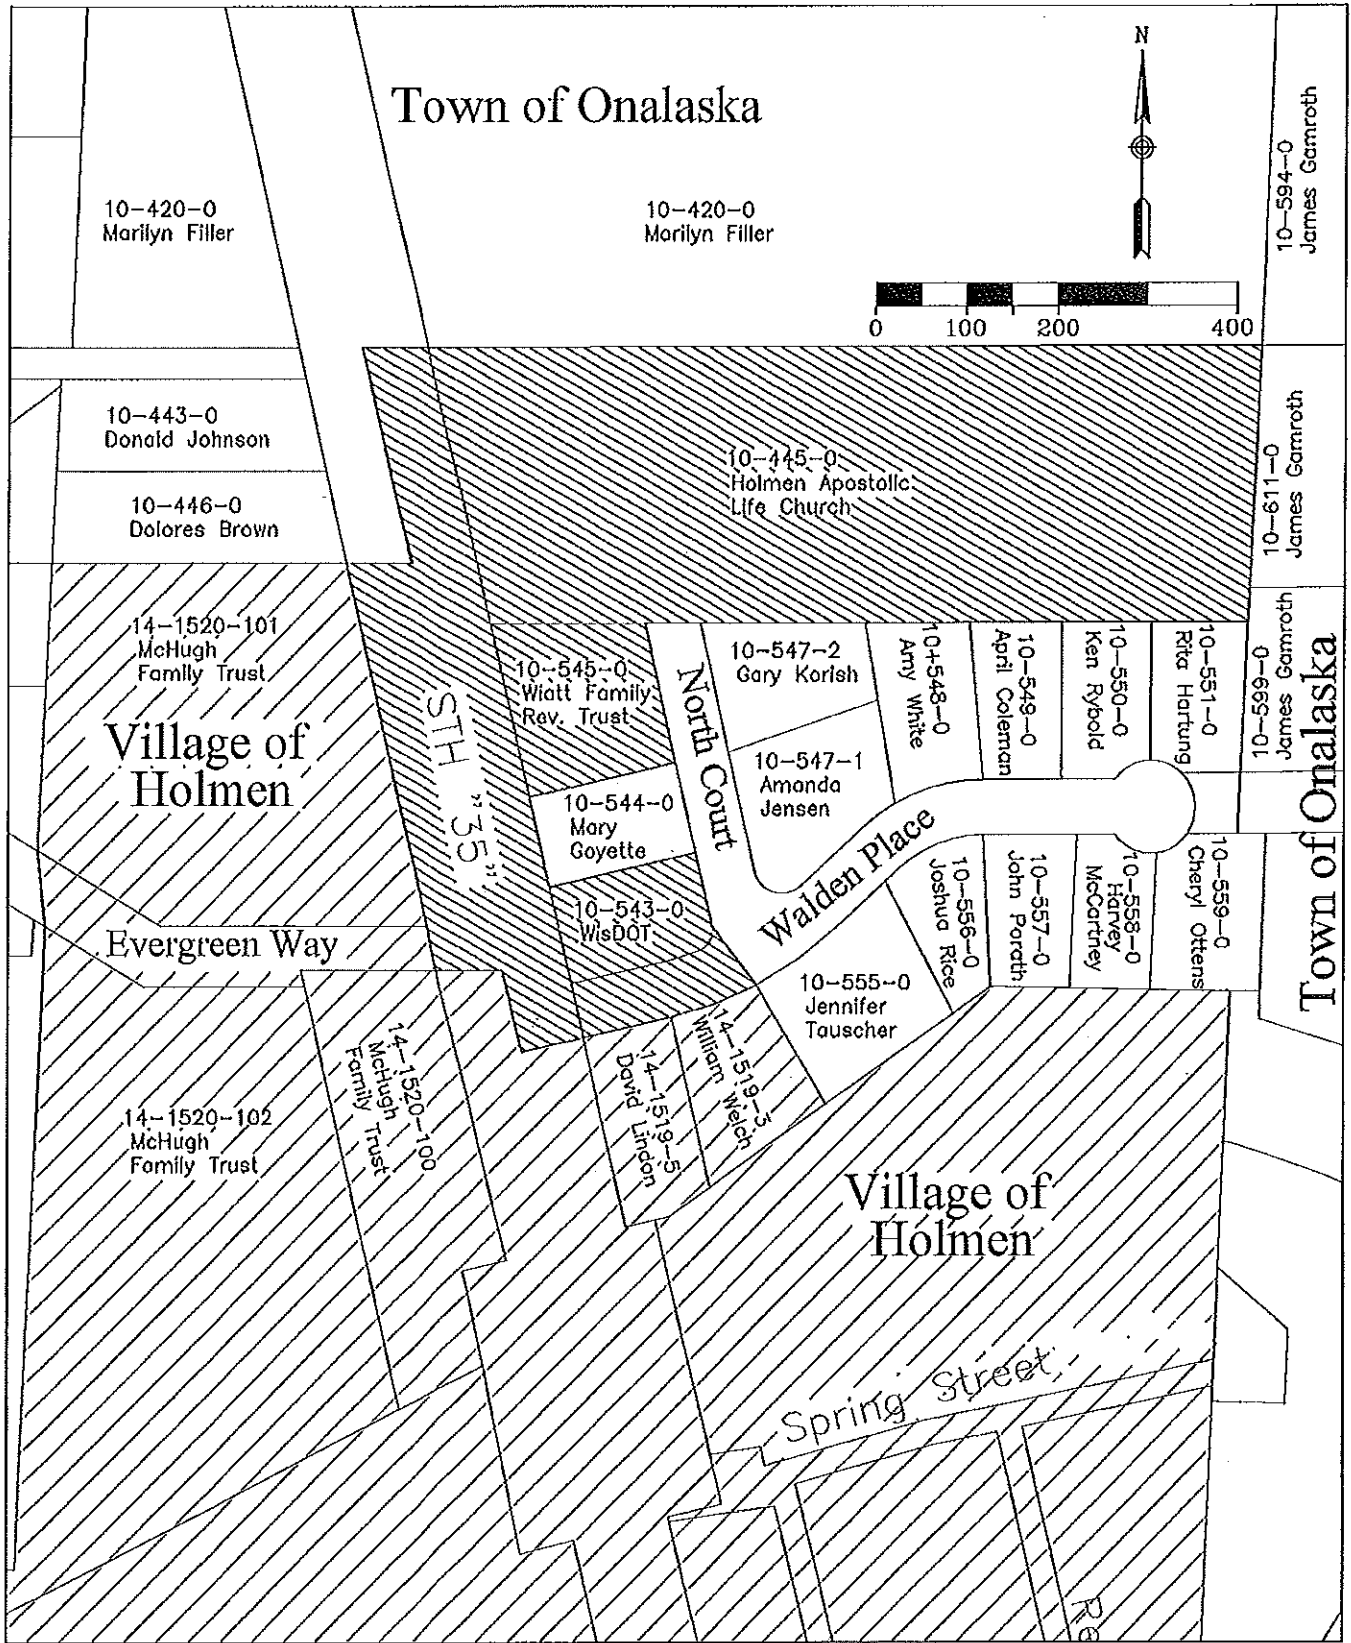 Town of Onalaska
N
10-594-0
James Gamroth
10-420-0
Marilyn Filler
10-420-0
Marilyn Filler
0 100 200 400
10-443-0
Donald Johnson
10-446-0
Dolores Brown
10-445-0
Holmen Apostolic
Life Church
10-611-0
James Gamroth
14-1520-101
McHugh
Family Trust
Village of
Holmen
STH "35"
10-545-0
Wiatt Family
Rev. Trust
North Court
10-547-2
Gary Korish
10-547-1
Amanda
Jensen
10-548-0
Amy White
10-549-0
April Coleman
10-550-0
Ken Rybold
10-551-0
Rita Hartung
10-599-0
James Gamroth
Town of Onalaska
10-544-0
Mary
Goyette
10-543-0
WisDOT
Walden Place
10-556-0
Joshua Rice
10-557-0
John Parath
10-558-0
Harvey
McCartney
10-559-0
Cheryl Ottens
Evergreen Way
10-555-0
Jennifer
Tauscher
14-1520-102
McHugh
Family Trust
14-1520-100
McHugh
Family Trust
14-1519-5
David Lindon
14-1519-3
William Welch
Village of
Holmen
Spring Street
Re